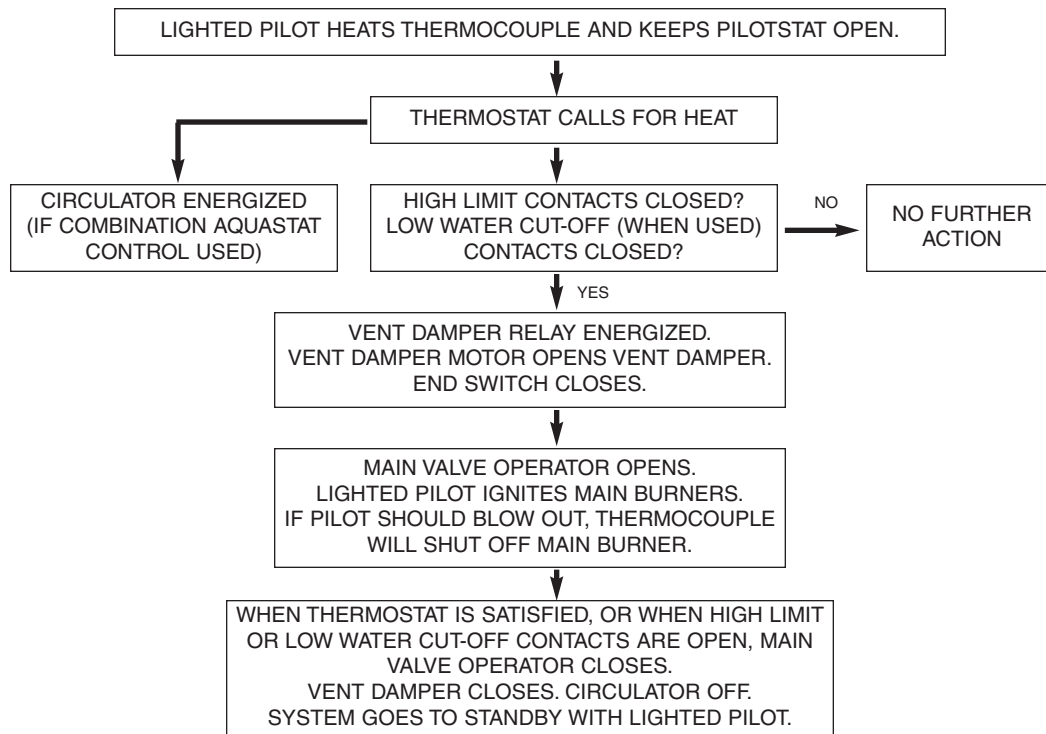 LIGHTED PILOT HEATS THERMOCOUPLE AND KEEPS PILOTSTAT OPEN.
THERMOSTAT CALLS FOR HEAT
CIRCULATOR ENERGIZED
(IF COMBINATION AQUASTAT
CONTROL USED)
HIGH LIMIT CONTACTS CLOSED?
LOW WATER CUT-OFF (WHEN USED)
CONTACTS CLOSED?
NO
NO FURTHER
ACTION
YES
VENT DAMPER RELAY ENERGIZED.
VENT DAMPER MOTOR OPENS VENT DAMPER.
END SWITCH CLOSES.
MAIN VALVE OPERATOR OPENS.
LIGHTED PILOT IGNITES MAIN BURNERS.
IF PILOT SHOULD BLOW OUT, THERMOCOUPLE
WILL SHUT OFF MAIN BURNER.
WHEN THERMOSTAT IS SATISFIED, OR WHEN HIGH LIMIT
OR LOW WATER CUT-OFF CONTACTS ARE OPEN, MAIN
VALVE OPERATOR CLOSES.
VENT DAMPER CLOSES. CIRCULATOR OFF.
SYSTEM GOES TO STANDBY WITH LIGHTED PILOT.